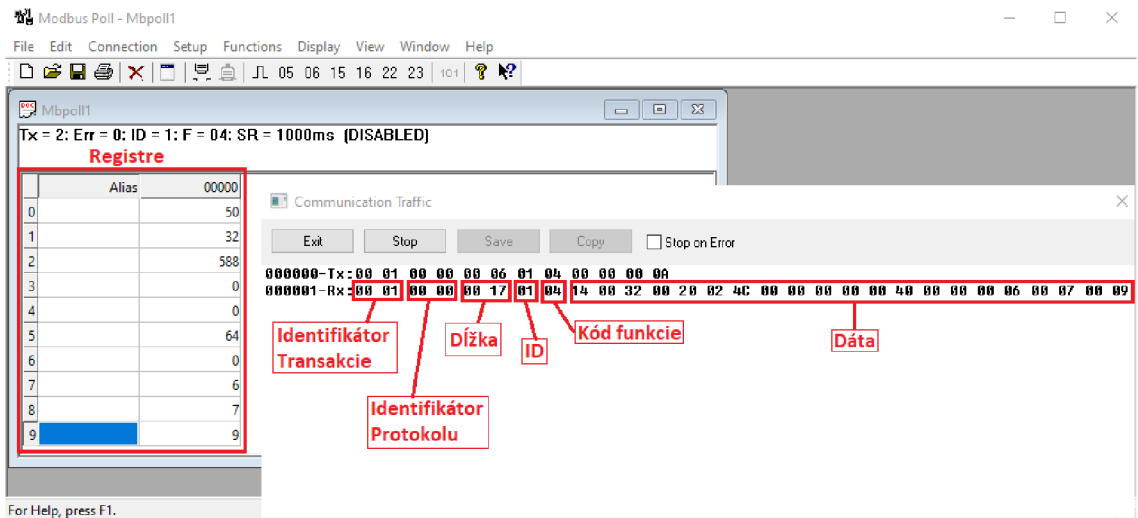 Modbus Poll - Mbpoll1
File Edit Connection Setup Functions Display View Window Help
05 06 15 16 22 23 101
Mbpoll1
Tx = 2: Err = 0: ID = 1: F = 04: SR = 1000ms (DISABLED)
Registre
Alias 00000
0 50
1 32
2 588
3 0
4 0
5 64
6 0
7 6
8 7
9 9
Communication Traffic
Exit Stop Save Copy Stop on Error
000000-Tx:00 01 00 00 00 06 01 04 00 00 00 0A
000001-Rx:00 01 00 00 00 17 01 04 14 00 32 00 20 02 4C 00 00 00 00 00 40 00 00 00 06 00 07 00 09
Identifikátor
Transakcie
Dĺžka
ID
Kód funkcie
Dáta
Identifikátor
Protokolu
For Help, press F1.